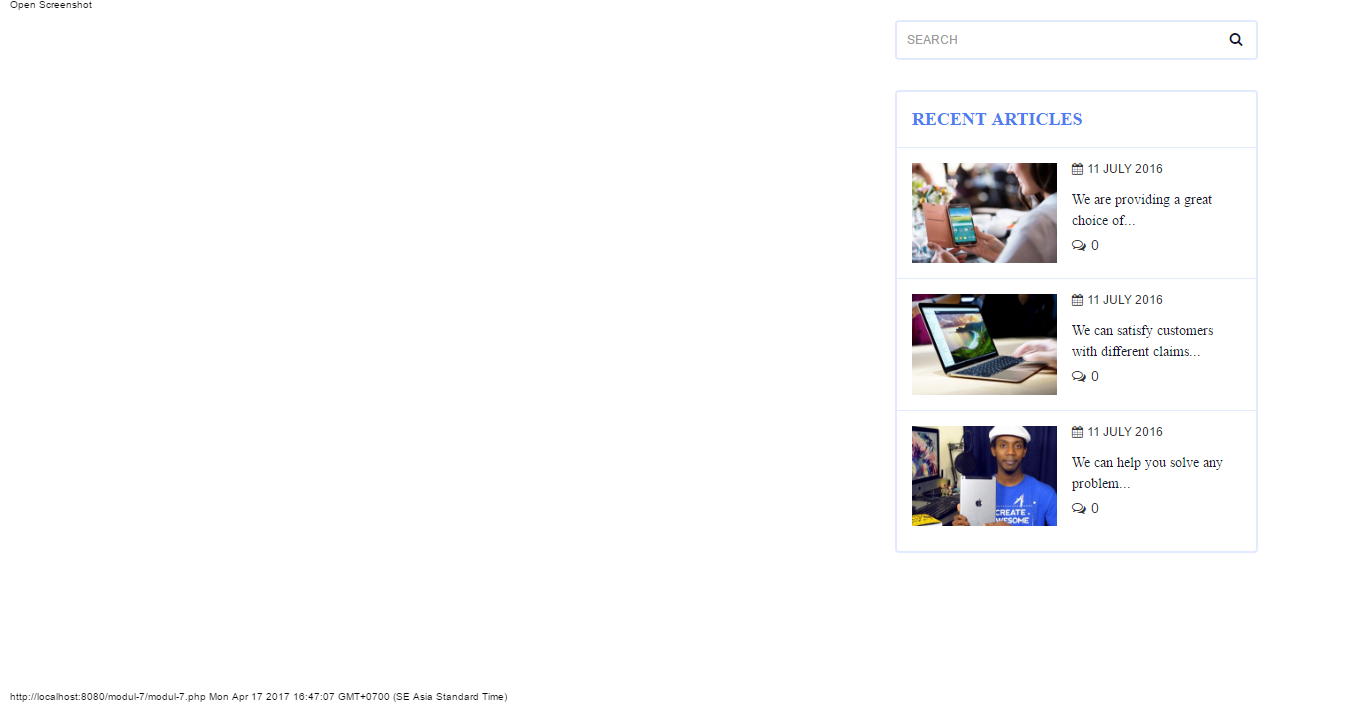 Open Screenshot
SEARCH
RECENT ARTICLES
11 JULY 2016
We are providing a great
choice of...
0
11 JULY 2016
We can satisfy customers
with different claims...
0
11 JULY 2016
We can help you solve any
problem...
0
CREATE
AWESOME
http://localhost:8080/modul-7/modul-7.php Mon Apr 17 2017 16:47:07 GMT+0700 (SE Asia Standard Time)